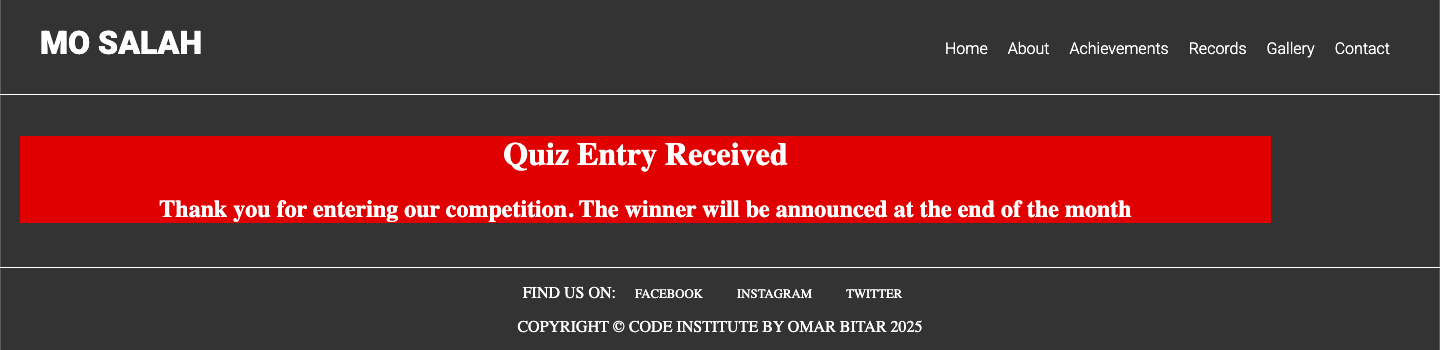 MO SALAH
Home About Achievements Records Gallery Contact
Quiz Entry Received
Thank you for entering our competition. The winner will be announced at the end of the month
FIND US ON: FACEBOOK INSTAGRAM TWITTER
COPYRIGHT © CODE INSTITUTE BY OMAR BITAR 2025